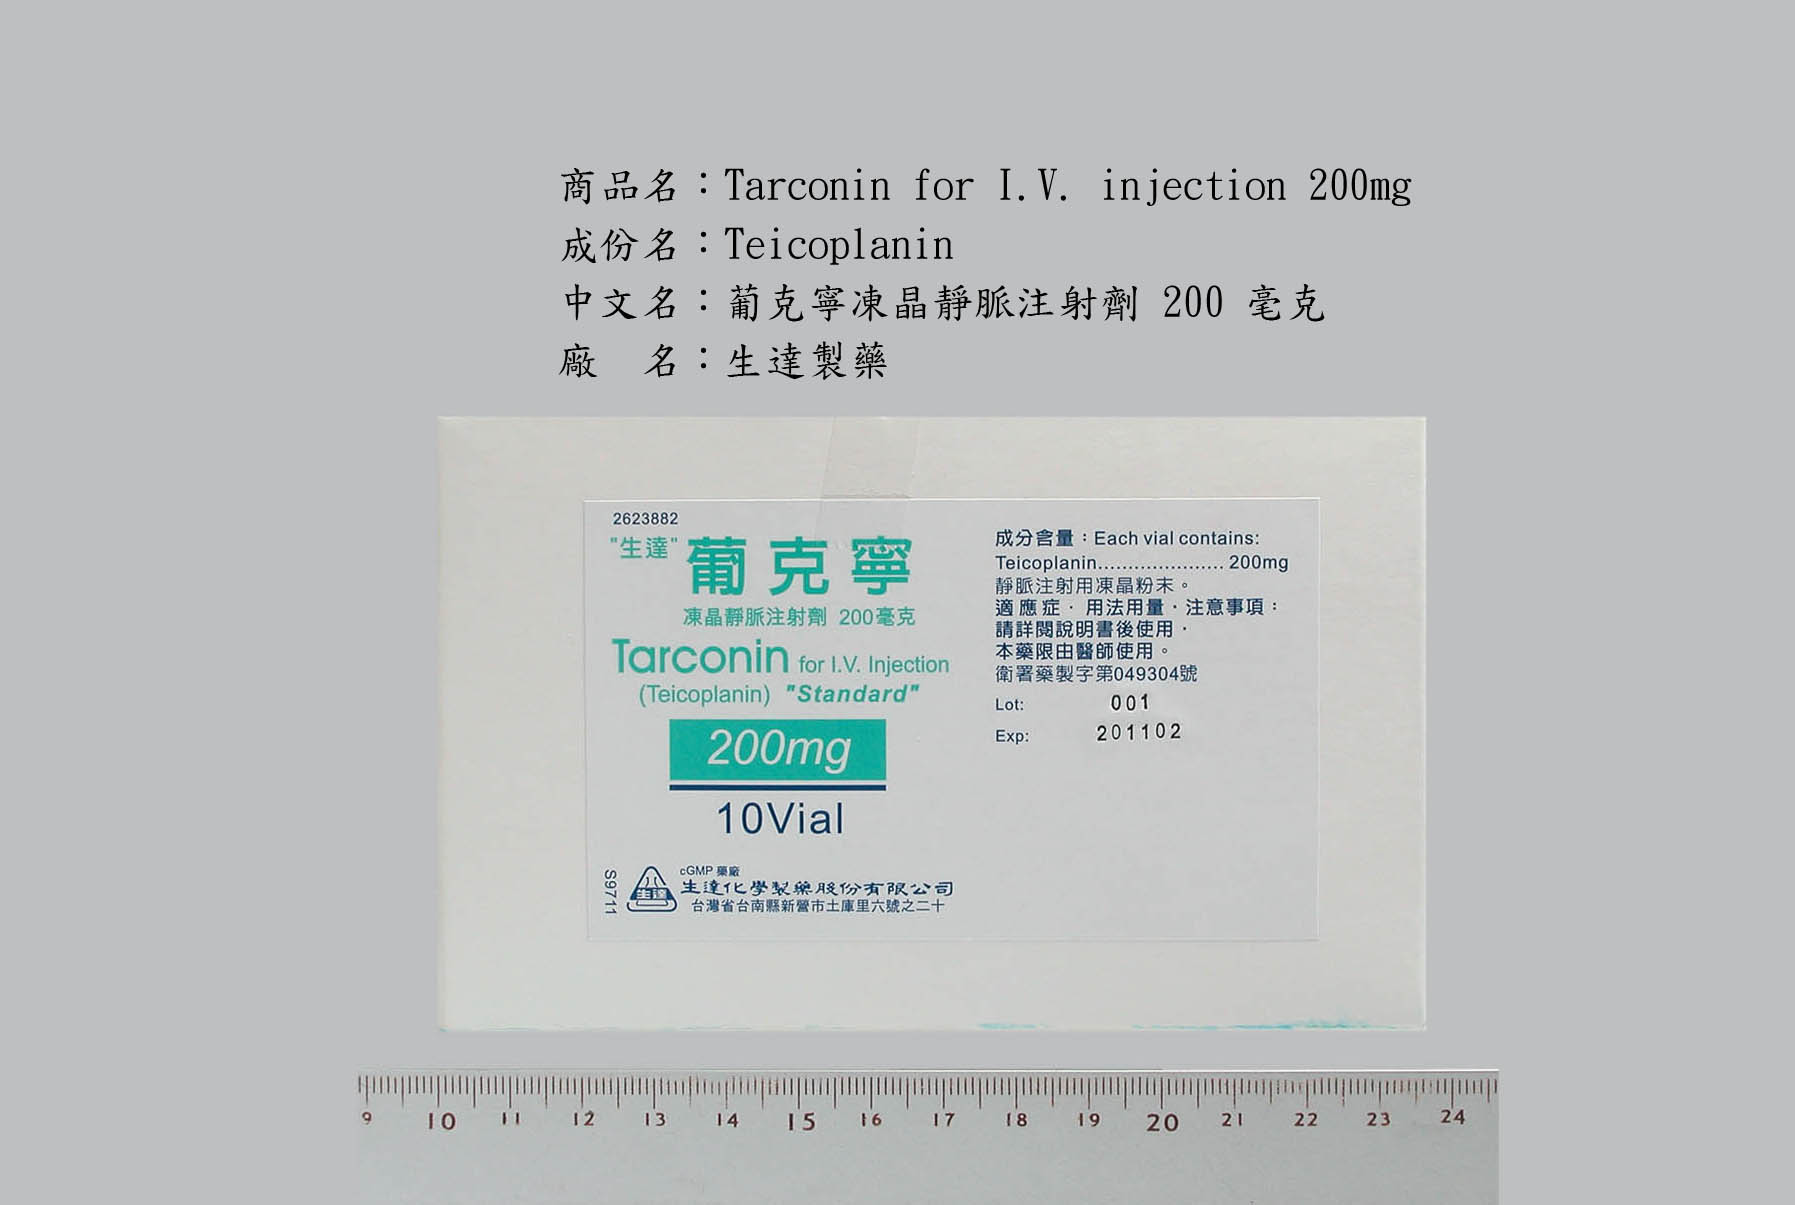 商品名：Tarconin for I.V. injection 200mg
成份名：Teicoplanin
中文名：葡克寧凍晶靜脈注射劑 200 毫克
廠　名：生達製藥
2623882
"生達" 葡克寧
凍晶靜脈注射劑 200毫克
Tarconin for I.V. Injection
(Teicoplanin) "Standard"
200mg
10Vial
S9711
cGMP 藥廠
生達
生達化學製藥股份有限公司
台灣省台南縣新營市土庫里六號之二十
成分含量：Each vial contains:
Teicoplanin..................... 200mg
靜脈注射用凍晶粉末。
適應症．用法用量．注意事項：
請詳閱說明書後使用．
本藥限由醫師使用。
衛署藥製字第049304號
Lot: 001
Exp: 201102
9 10 11 12 13 14 15 16 17 18 19 20 21 22 23 24